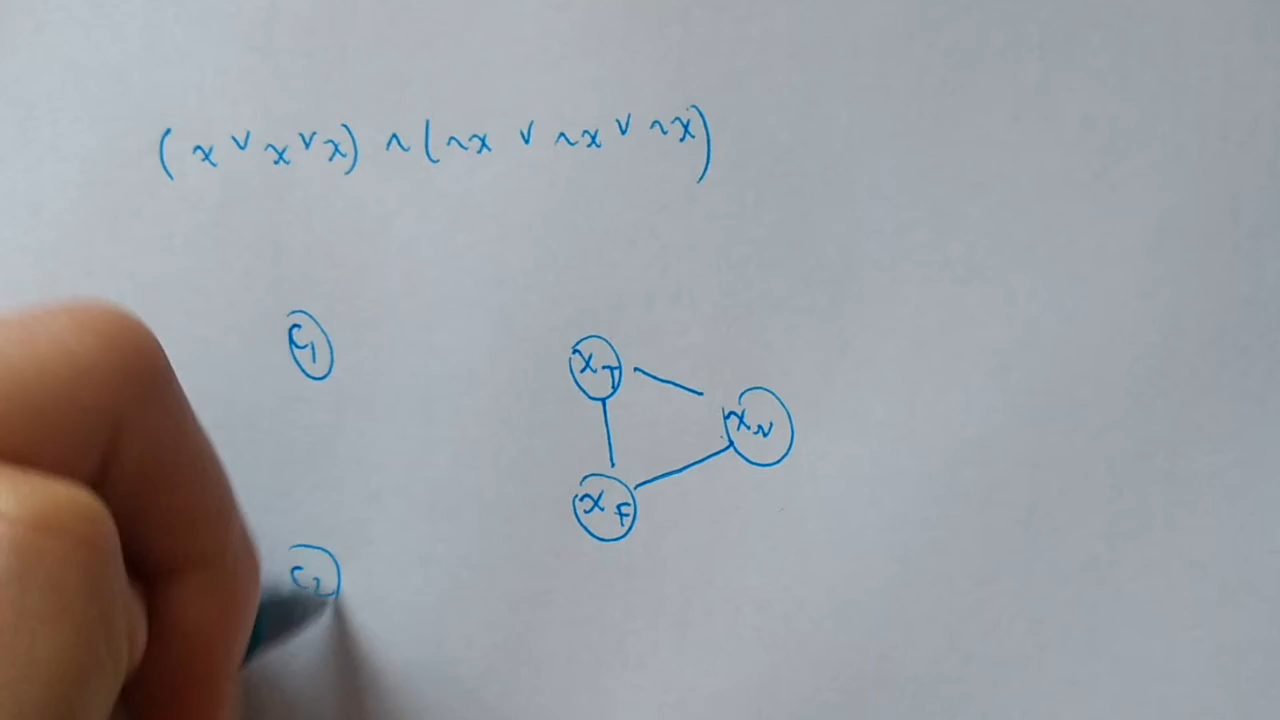 (x ∨ x ∨ x) ∧ (~x ∨ ~x ∨ ~x)
C1
xT
xN
xF
C2